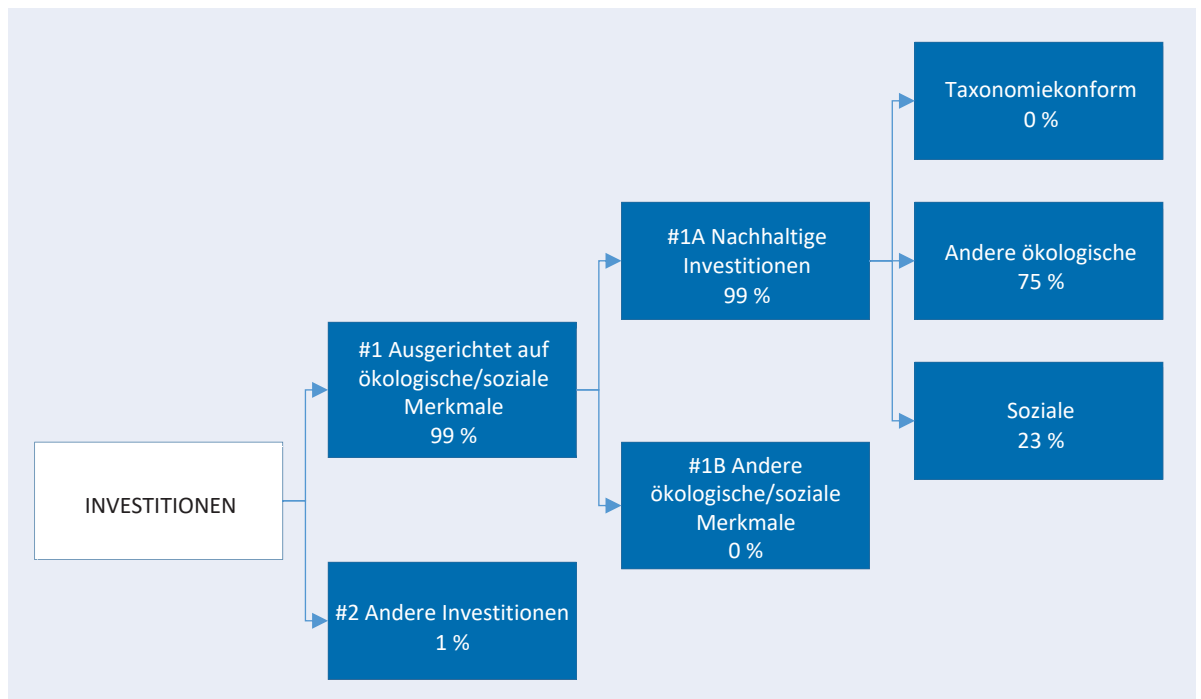 INVESTITIONEN
#1 Ausgerichtet auf
ökologische/soziale
Merkmale
99 %
#2 Andere Investitionen
1 %
#1A Nachhaltige
Investitionen
99 %
#1B Andere
ökologische/soziale
Merkmale
0 %
Taxonomiekonform
0 %
Andere ökologische
75 %
Soziale
23 %